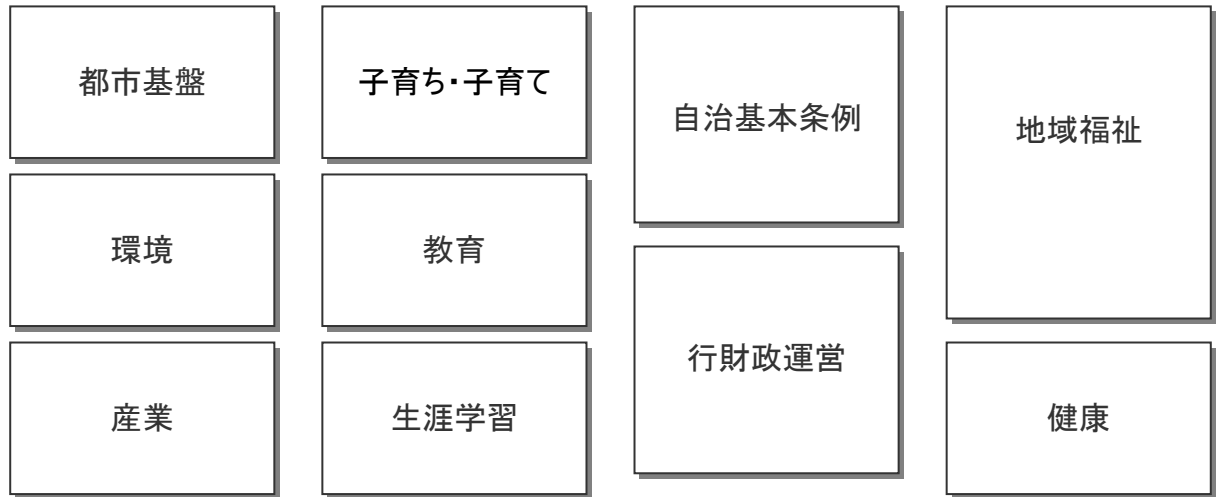 都市基盤
子育ち・子育て
自治基本条例
地域福祉
環境
教育
行財政運営
産業
生涯学習
健康